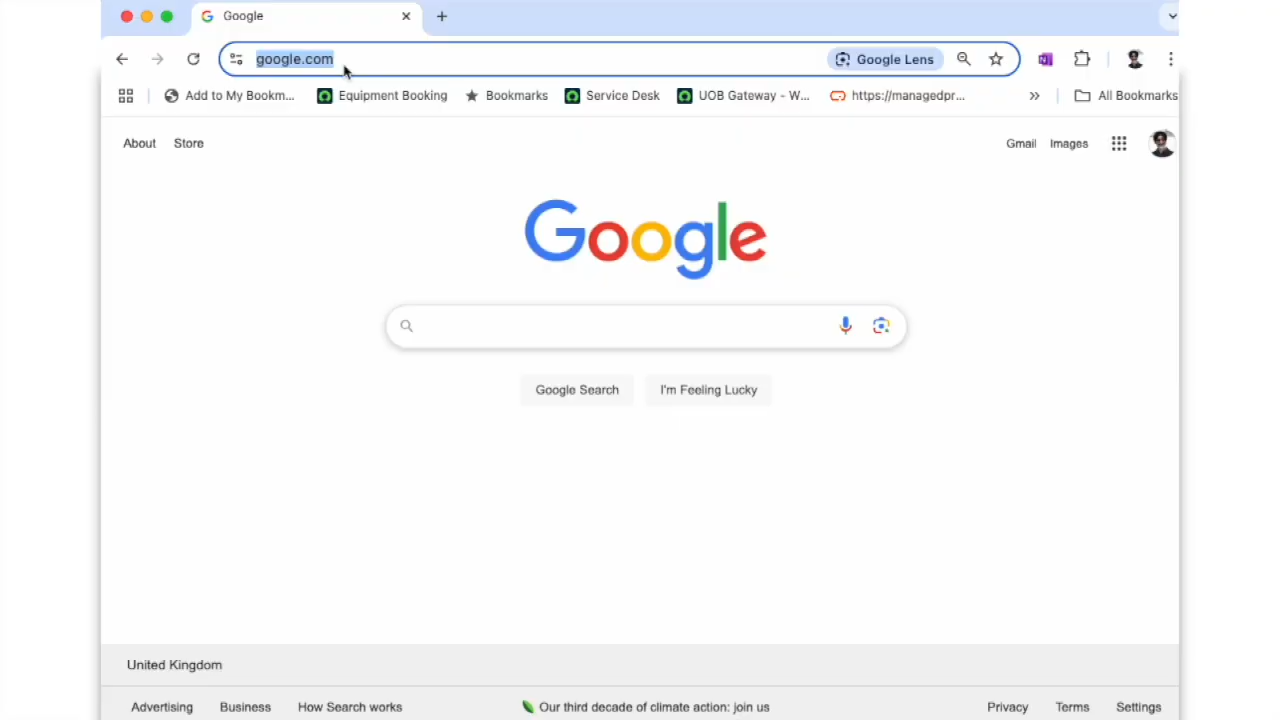 Google
google.com
Google Lens
Add to My Bookm...
Equipment Booking
Bookmarks
Service Desk
UOB Gateway - W...
https://managedpr...
All Bookmarks
About
Store
Gmail
Images
Google
Google Search
I'm Feeling Lucky
United Kingdom
Advertising
Business
How Search works
Our third decade of climate action: join us
Privacy
Terms
Settings